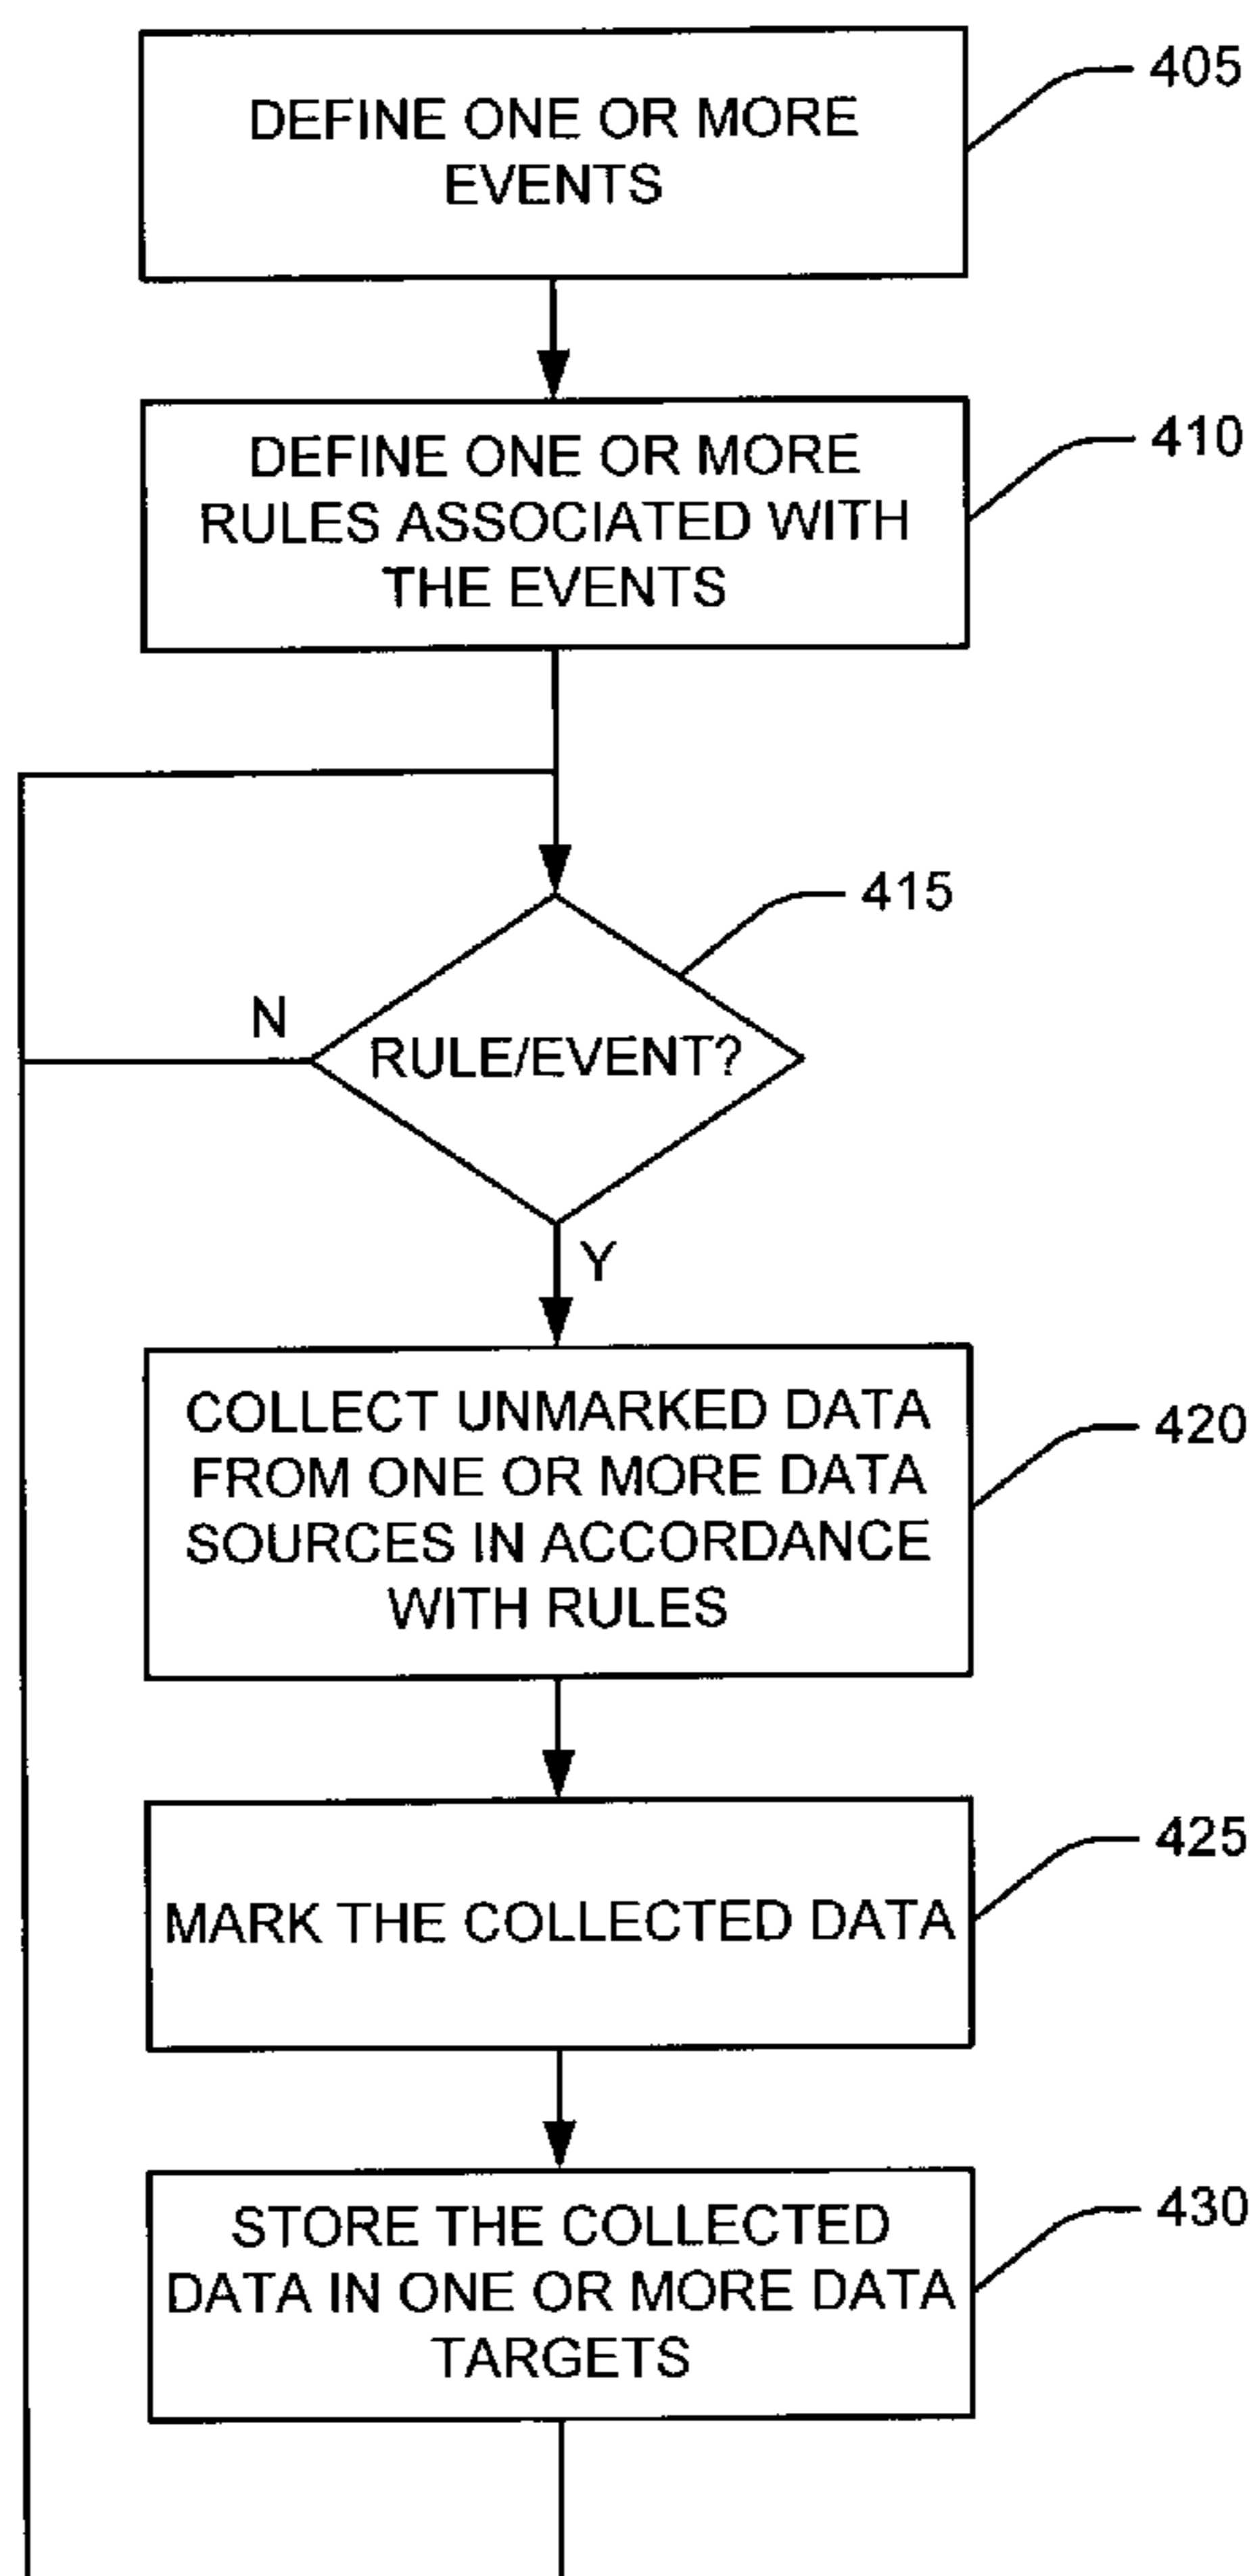 DEFINE ONE OR MORE
EVENTS
405
DEFINE ONE OR MORE
RULES ASSOCIATED WITH
THE EVENTS
410
415
N
RULE/EVENT?
Y
COLLECT UNMARKED DATA
FROM ONE OR MORE DATA
SOURCES IN ACCORDANCE
WITH RULES
420
MARK THE COLLECTED DATA
425
STORE THE COLLECTED
DATA IN ONE OR MORE DATA
TARGETS
430